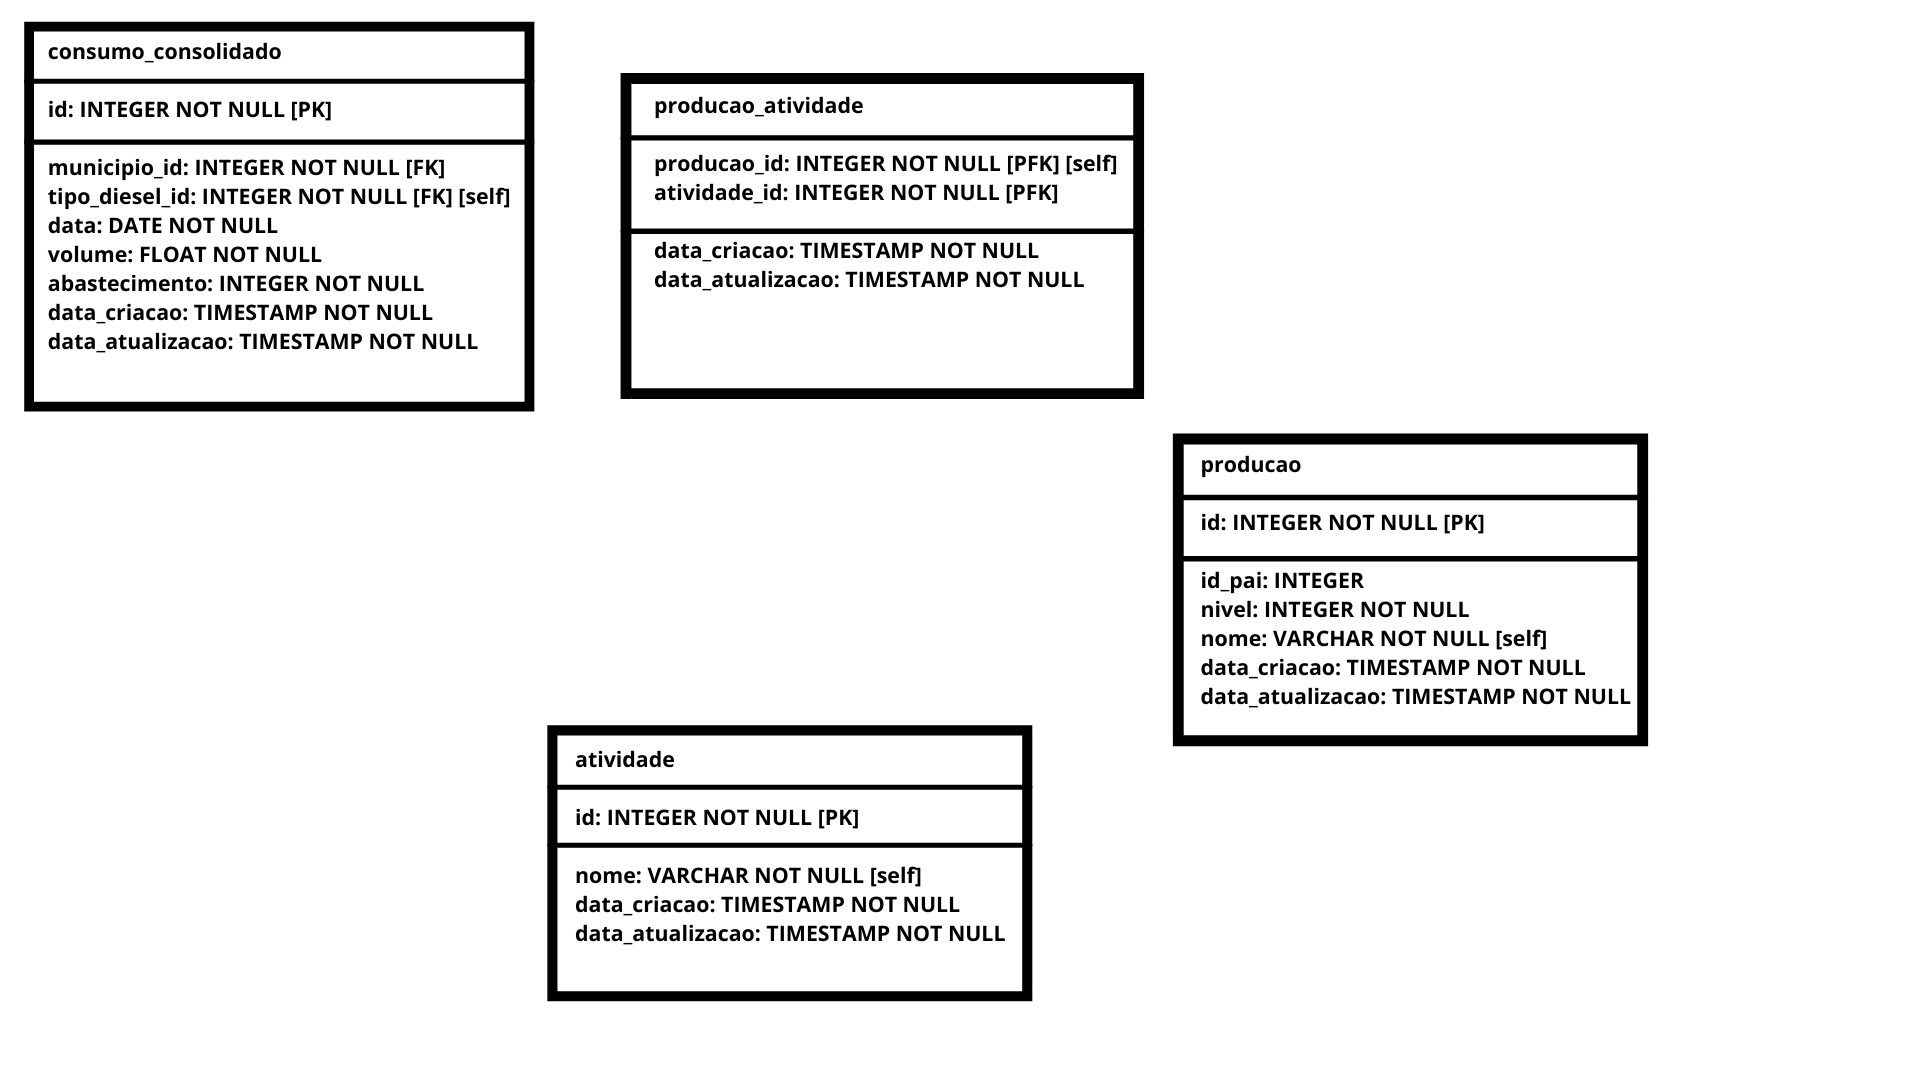 consumo_consolidado
id: INTEGER NOT NULL [PK]
municipio_id: INTEGER NOT NULL [FK]
tipo_diesel_id: INTEGER NOT NULL [FK] [self]
data: DATE NOT NULL
volume: FLOAT NOT NULL
abastecimento: INTEGER NOT NULL
data_criacao: TIMESTAMP NOT NULL
data_atualizacao: TIMESTAMP NOT NULL
producao_atividade
producao_id: INTEGER NOT NULL [PFK] [self]
atividade_id: INTEGER NOT NULL [PFK]
data_criacao: TIMESTAMP NOT NULL
data_atualizacao: TIMESTAMP NOT NULL
producao
id: INTEGER NOT NULL [PK]
id_pai: INTEGER
nivel: INTEGER NOT NULL
nome: VARCHAR NOT NULL [self]
data_criacao: TIMESTAMP NOT NULL
data_atualizacao: TIMESTAMP NOT NULL
atividade
id: INTEGER NOT NULL [PK]
nome: VARCHAR NOT NULL [self]
data_criacao: TIMESTAMP NOT NULL
data_atualizacao: TIMESTAMP NOT NULL